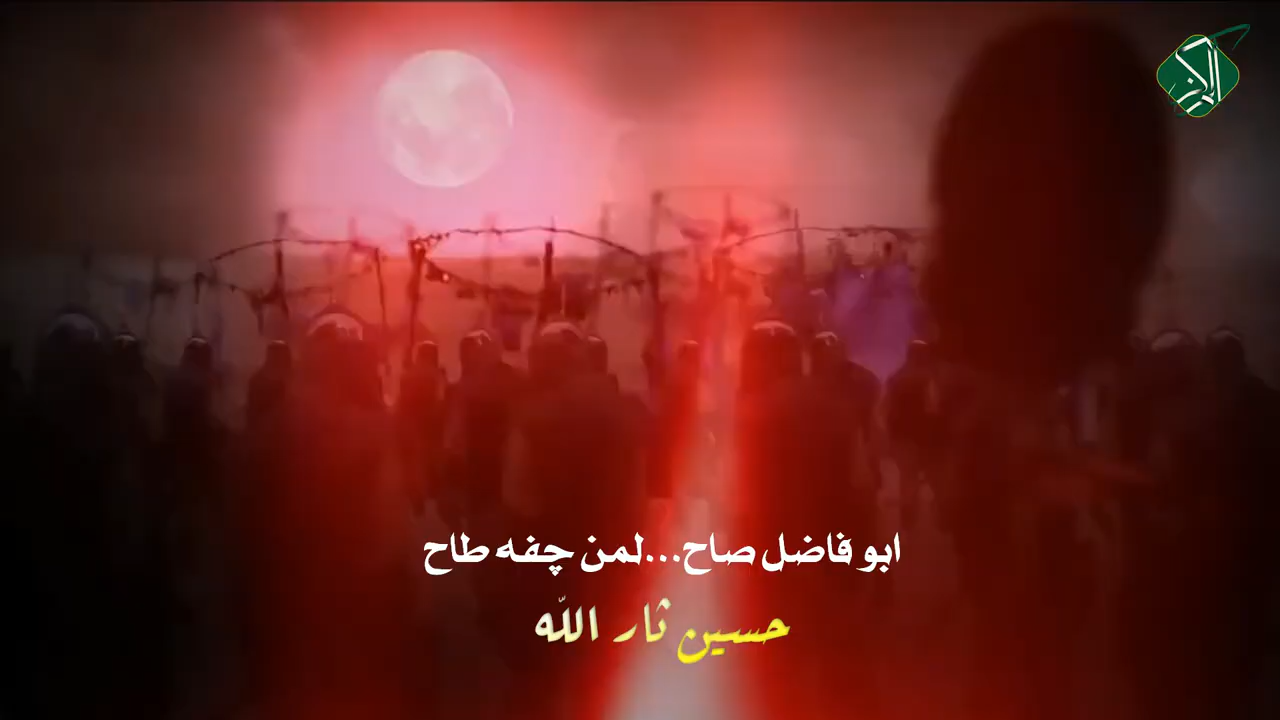 ابو فاضل صاح...لمن چفه طاح
حسين ثار الله